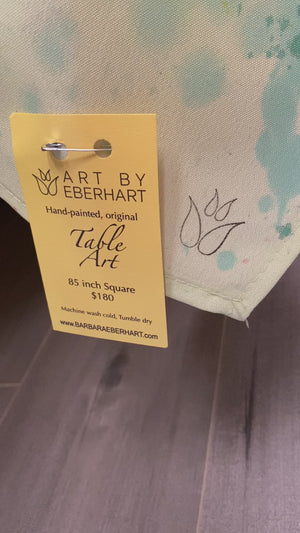 ART BY
EBERHART
Hand-painted, original
Table
Art
85 inch Square
$180
Machine wash cold, Tumble dry
www.BARBARAEBERHART.com